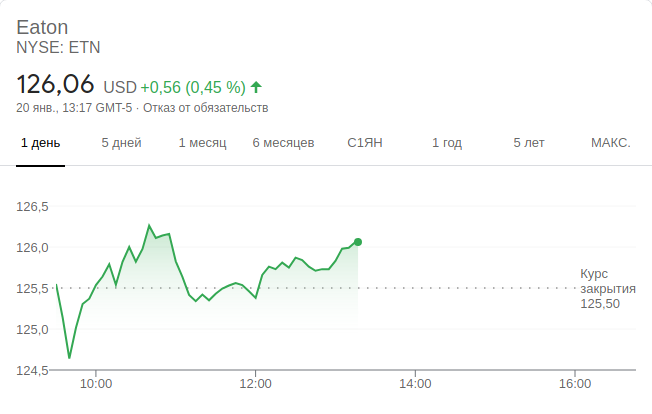 Eaton
NYSE: ETN
126,06 USD +0,56 (0,45 %)
20 янв., 13:17 GMT-5 · Отказ от обязательств
1 день 5 дней 1 месяц 6 месяцев С1ЯН 1 год 5 лет МАКС.
126,5
126,0
125,5
125,0
124,5
Курс
закрытия
125,50
10:00 12:00 14:00 16:00